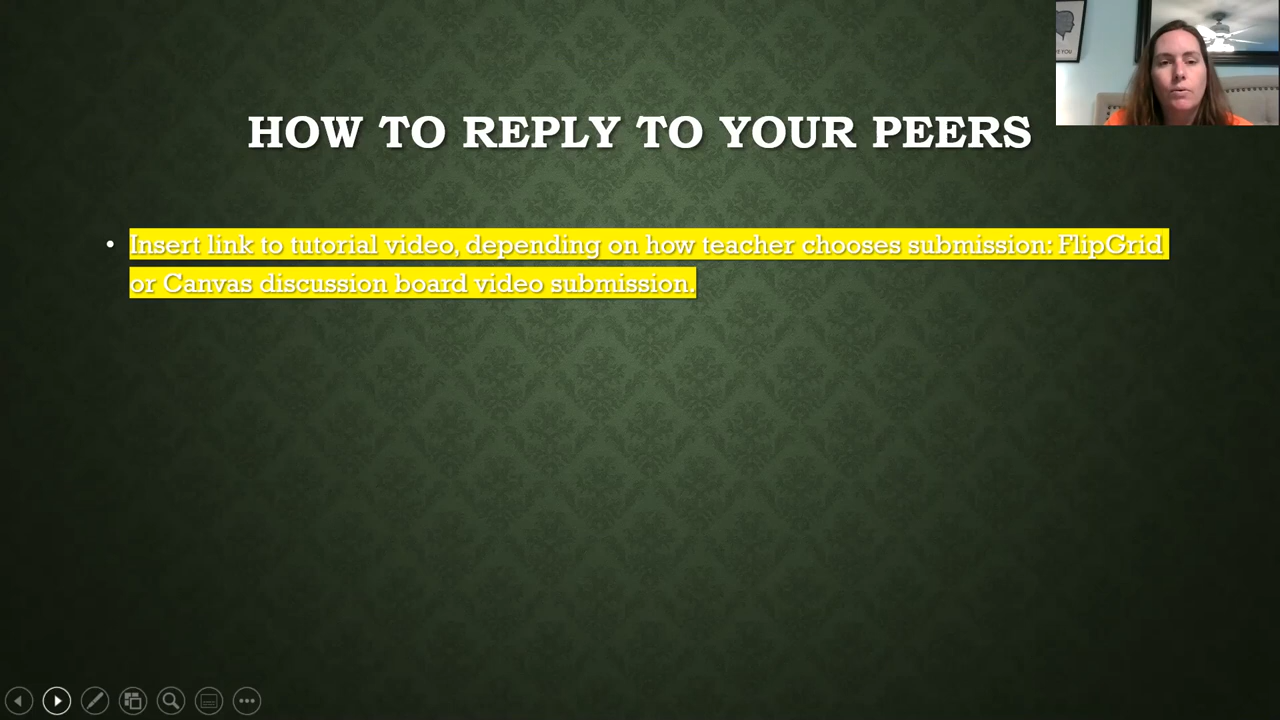 HOW TO REPLY TO YOUR PEERS
• Insert link to tutorial video, depending on how teacher chooses submission: FlipGrid
or Canvas discussion board video submission.